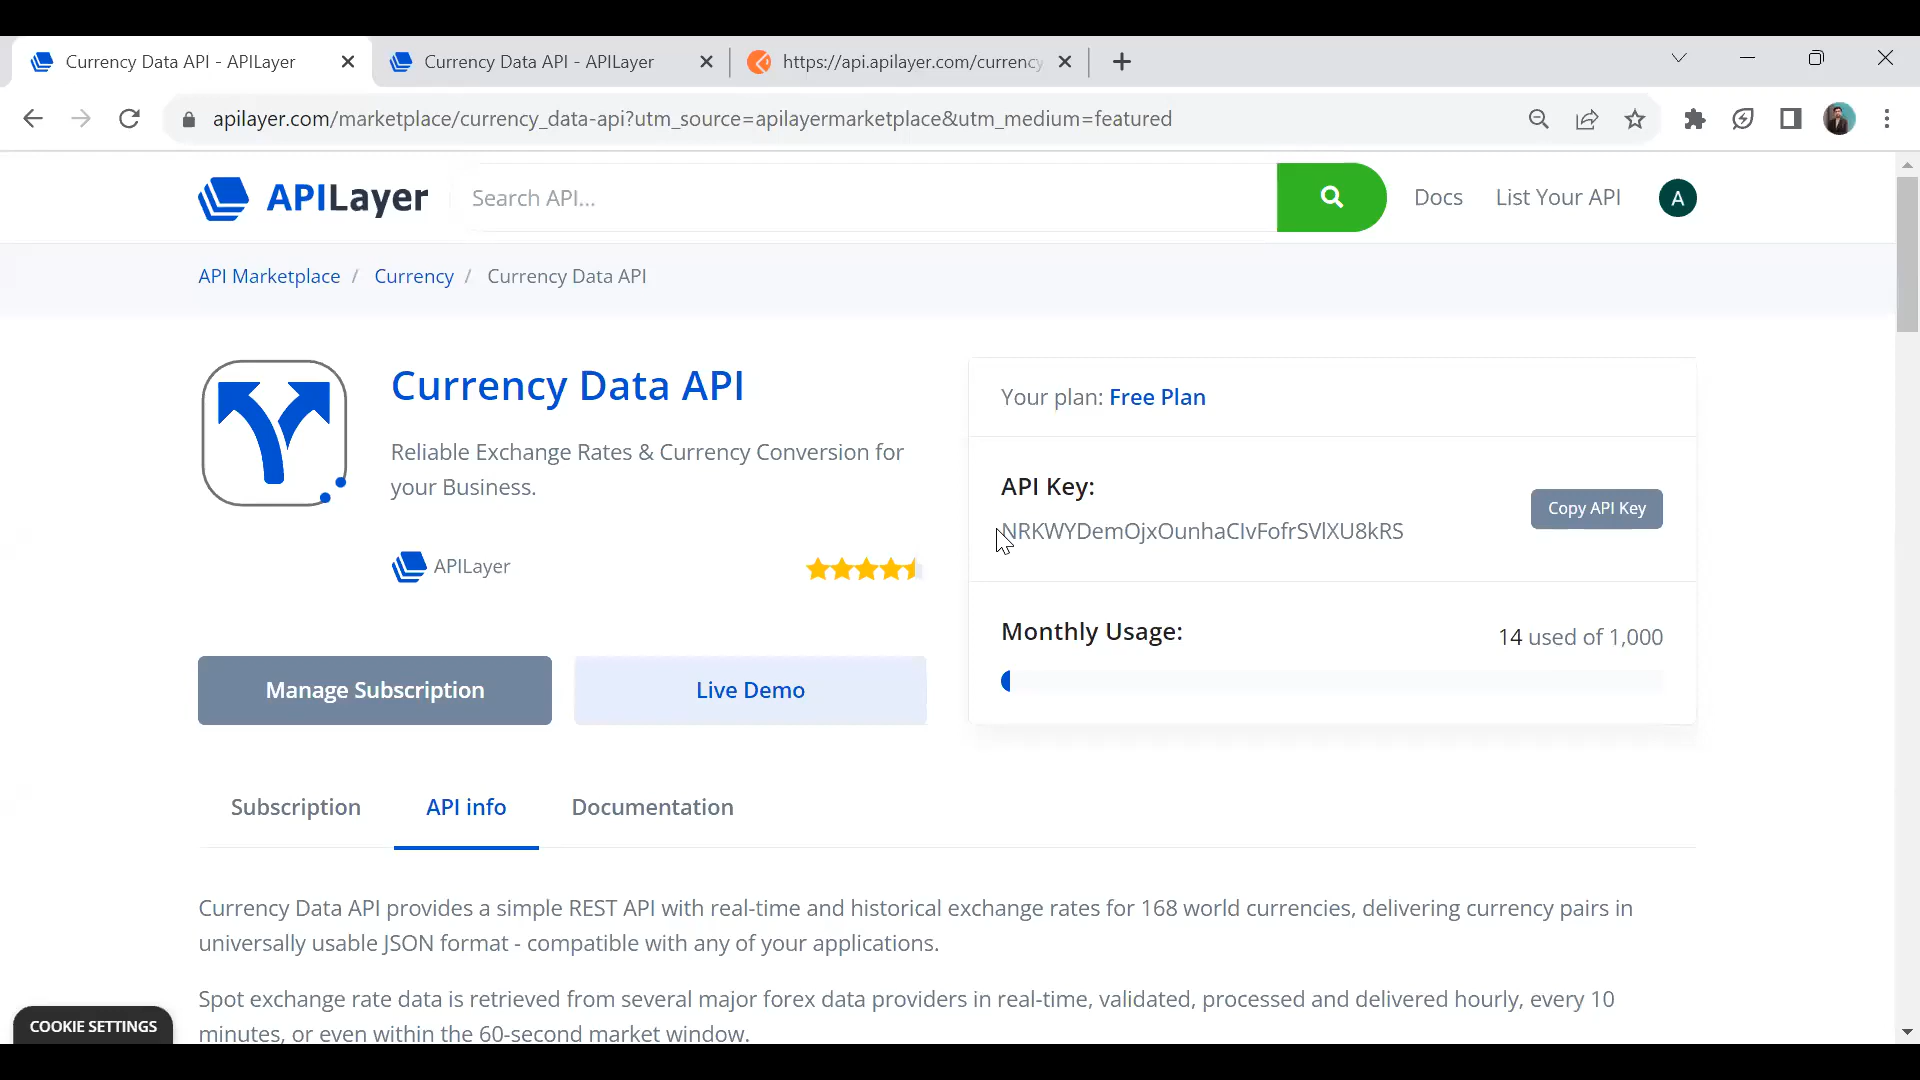 Currency Data API - APILayer
Currency Data API - APILayer
https://api.apilayer.com/currency
apilayer.com/marketplace/currency_data-api?utm_source=apilayermarketplace&utm_medium=featured
APILayer
Search API...
Docs
List Your API
A
API Marketplace / Currency / Currency Data API
Currency Data API
Reliable Exchange Rates & Currency Conversion for
your Business.
APILayer
Manage Subscription
Live Demo
Your plan: Free Plan
API Key:
NRKWYDemOjxOunhaCIvFofrSVlXU8kRS
Copy API Key
Monthly Usage:
14 used of 1,000
Subscription
API info
Documentation
Currency Data API provides a simple REST API with real-time and historical exchange rates for 168 world currencies, delivering currency pairs in
universally usable JSON format - compatible with any of your applications.
Spot exchange rate data is retrieved from several major forex data providers in real-time, validated, processed and delivered hourly, every 10
minutes, or even within the 60-second market window.
COOKIE SETTINGS